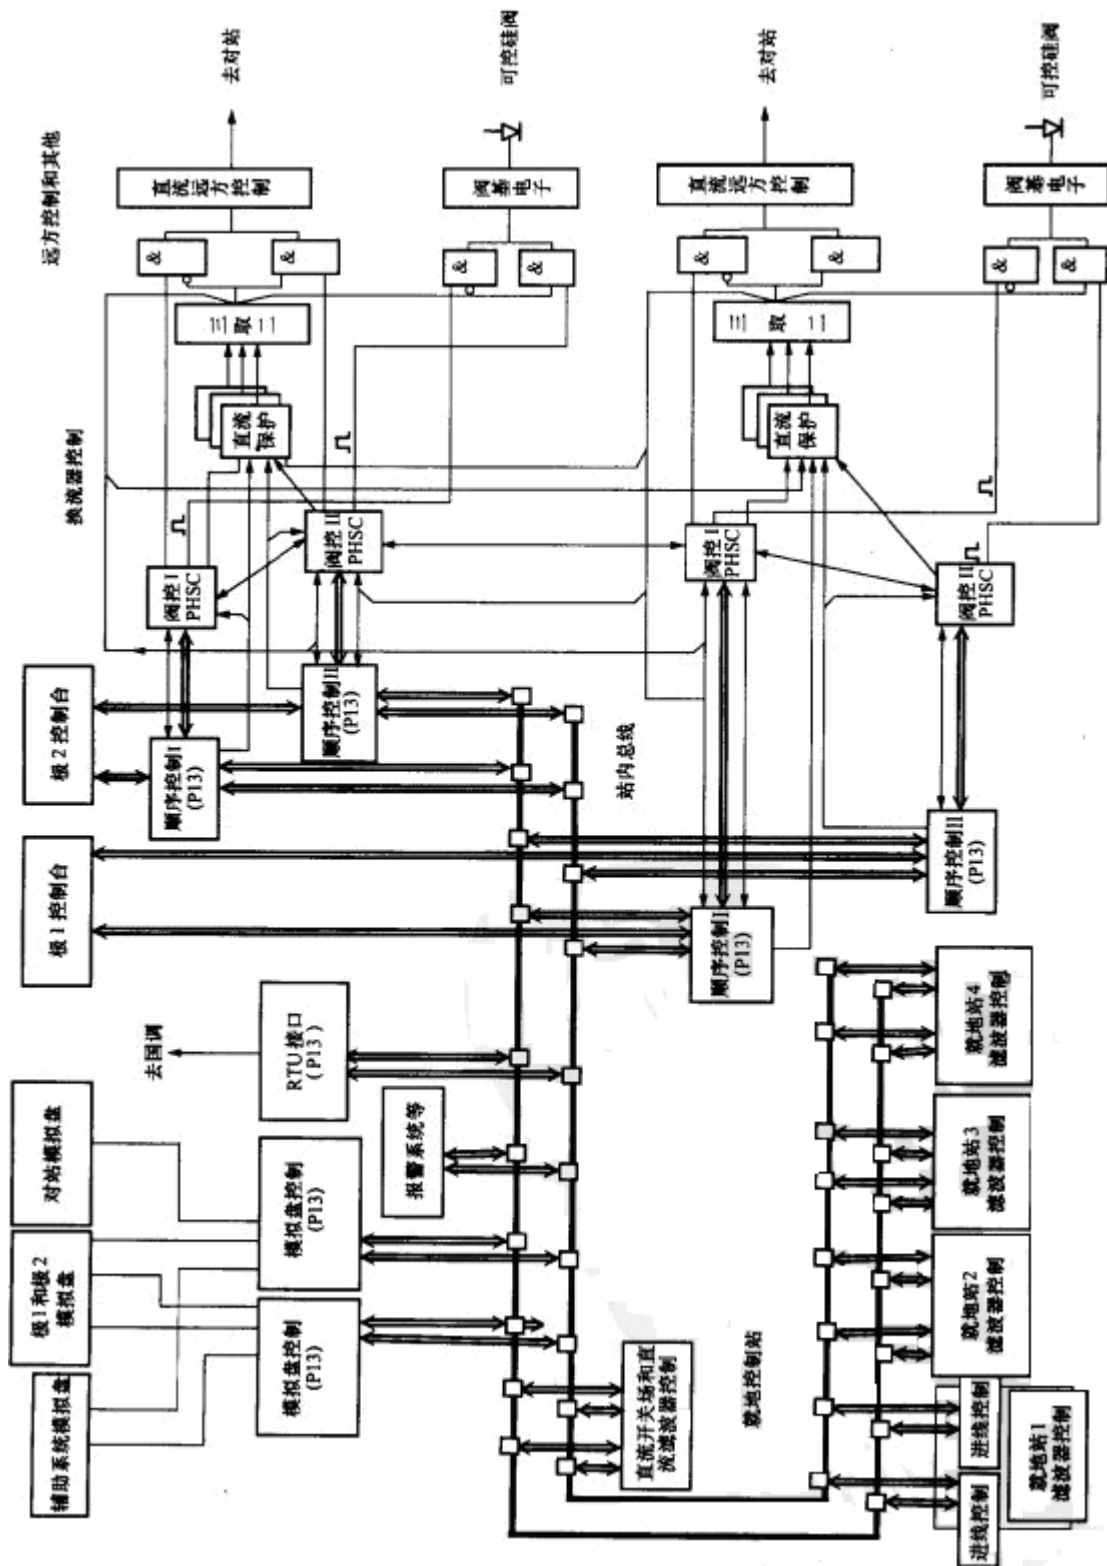 辅助系统模拟盘
极1和极2
模拟盘
对站模拟盘
极1控制台
极2控制台
模拟盘控制
(P13)
模拟盘控制
(P13)
去国调
RTU接口
(P13)
报警系统等
顺序控制I
(P13)
顺序控制II
(P13)
阀控I
PHSC
阀控II
PHSC
换流器控制
直流
保护
三取二
&
&
直流远方
控制
去对站
远方控制和其他
&
&
阀基
电子
可控硅阀
站内总线
顺序控制I
(P13)
顺序控制II
(P13)
阀控I
PHSC
阀控II
PHSC
直流
保护
三取二
&
&
直流远方
控制
去对站
&
&
阀基
电子
可控硅阀
直流开关场和直
流滤波器控制
就地控制站
进线控制
进线控制
就地站1
滤波器控制
就地站2
滤波器控制
就地站3
滤波器控制
就地站4
滤波器控制